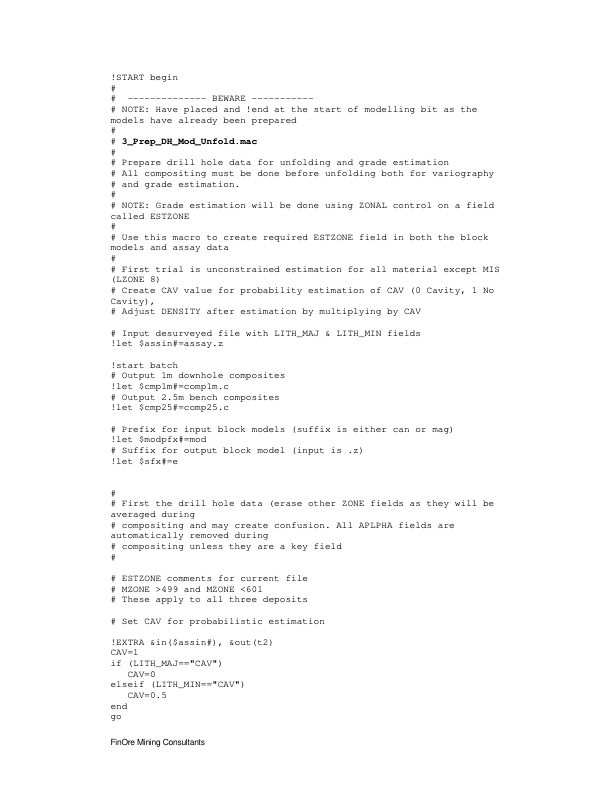 !START begin
#
#  -------------- BEWARE -----------
# NOTE: Have placed and !end at the start of modelling bit as the
models have already been prepared
#
# 3_Prep_DH_Mod_Unfold.mac
#
# Prepare drill hole data for unfolding and grade estimation
# All compositing must be done before unfolding both for variography
# and grade estimation.
#
# NOTE: Grade estimation will be done using ZONAL control on a field
called ESTZONE
#
# Use this macro to create required ESTZONE field in both the block
models and assay data
#
# First trial is unconstrained estimation for all material except MIS
(LZONE 8)
# Create CAV value for probability estimation of CAV (0 Cavity, 1 No
Cavity),
# Adjust DENSITY after estimation by multiplying by CAV
# Input desurveyed file with LITH_MAJ & LITH_MIN fields
!let $assin#=assay.z
!start batch
# Output 1m downhole composites
!let $cmp1m#=comp1m.c
# Output 2.5m bench composites
!let $cmp25#=comp25.c
# Prefix for input block models (suffix is either can or mag)
!let $modpfx#=mod
# Suffix for output block model (input is .z)
!let $sfx#=e
#
# First the drill hole data (erase other ZONE fields as they will be
averaged during
# compositing and may create confusion. All APLPHA fields are
automatically removed during
# compositing unless they are a key field
#
# ESTZONE comments for current file
# MZONE >499 and MZONE <601
# These apply to all three deposits
# Set CAV for probabilistic estimation
!EXTRA &in($assin#), &out(t2)
CAV=1
if (LITH_MAJ=="CAV")
   CAV=0
elseif (LITH_MIN=="CAV")
   CAV=0.5
end
go
FinOre Mining Consultants